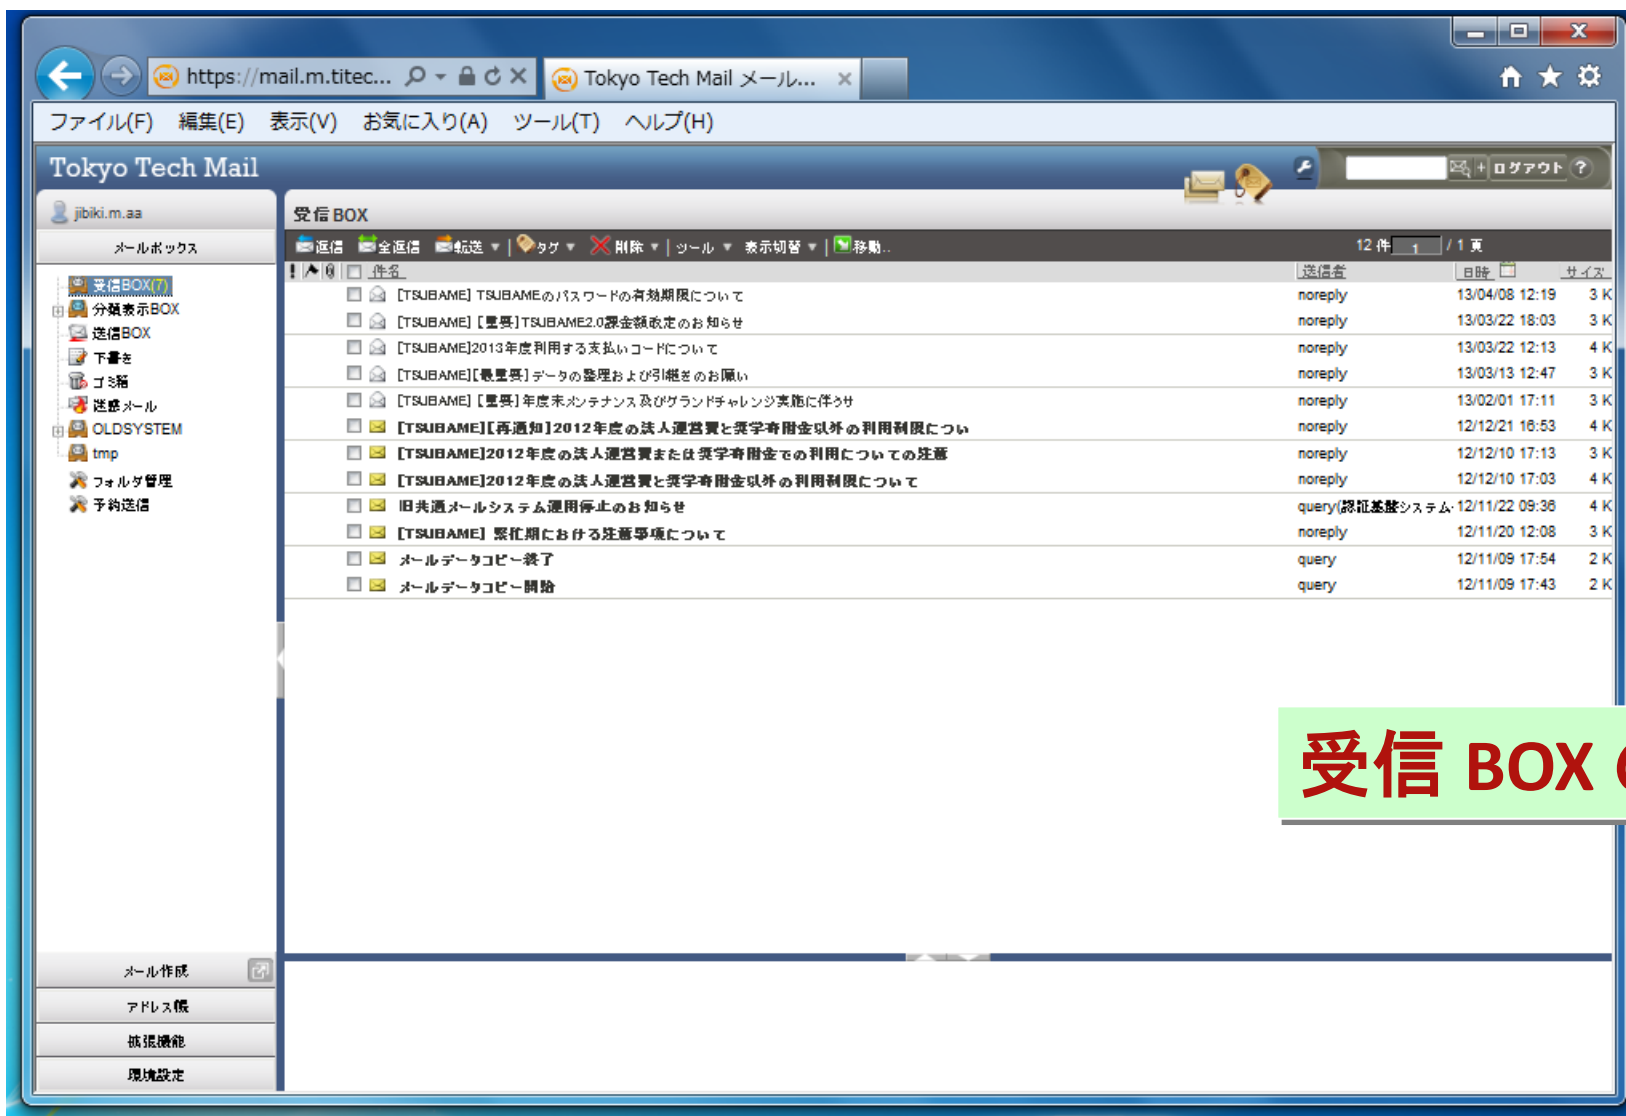 https://mail.m.titec... Tokyo Tech Mail メール...
ファイル(F) 編集(E) 表示(V) お気に入り(A) ツール(T) ヘルプ(H)
Tokyo Tech Mail ログアウト ?
jibiki.m.aa
受信BOX
メールボックス
返信 全返信 転送 タグ 削除 ツール 表示切替 移動.. 12 件 1 / 1 頁
件名 送信者 日時 サイズ
受信BOX(7)
分類表示BOX
送信BOX
下書き
ゴミ箱
迷惑メール
OLDSYSTEM
tmp
フォルダ管理
予約送信
[TSUBAME] TSUBAMEのパスワードの有効期限について noreply 13/04/08 12:19 3 K
[TSUBAME]【重要】TSUBAME2.0課金額改定のお知らせ noreply 13/03/22 18:03 3 K
[TSUBAME]2013年度利用する支払いコードについて noreply 13/03/22 12:13 4 K
[TSUBAME]【最重要】データの整理および引継ぎのお願い noreply 13/03/13 12:47 3 K
[TSUBAME]【重要】年度末メンテナンス及びグランドチャレンジ実施に伴うサ noreply 13/02/01 17:11 3 K
[TSUBAME]【再通知】2012年度の法人運営費と奨学寄附金以外の利用制限につい noreply 12/12/21 16:53 4 K
[TSUBAME]2012年度の法人運営費または奨学寄附金での利用についての注意 noreply 12/12/10 17:13 3 K
[TSUBAME]2012年度の法人運営費と奨学寄附金以外の利用制限について noreply 12/12/10 17:03 4 K
旧共通メールシステム運用停止のお知らせ query(認証基盤システム· 12/11/22 09:36 4 K
[TSUBAME] 繁忙期における注意事項について noreply 12/11/20 12:08 3 K
メールデータコピー終了 query 12/11/09 17:54 2 K
メールデータコピー開始 query 12/11/09 17:43 2 K
受信 BOX
メール作成
アドレス帳
拡張機能
環境設定